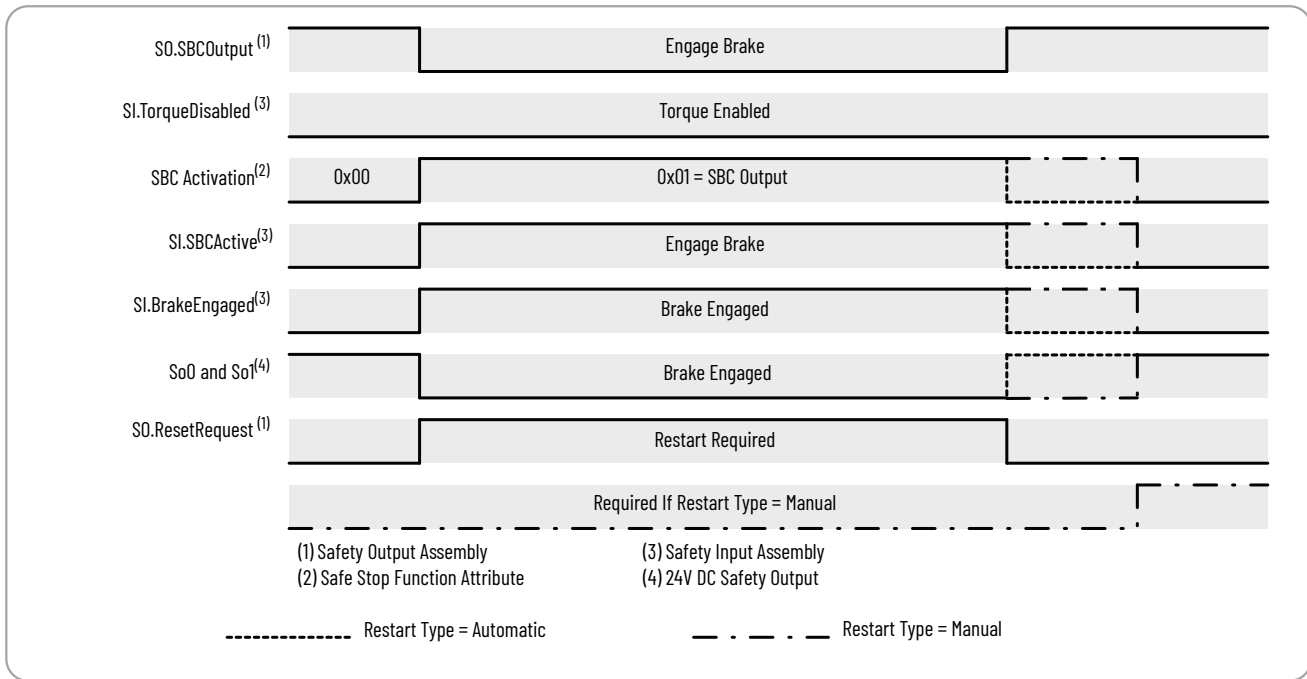 SO.SBCOutput (1)
Engage Brake
SI.TorqueDisabled (3)
Torque Enabled
SBC Activation(2)
0x00
0x01 = SBC Output
SI.SBCActive(3)
Engage Brake
SI.BrakeEngaged(3)
Brake Engaged
So0 and So1(4)
Brake Engaged
SO.ResetRequest (1)
Restart Required
Required If Restart Type = Manual
(1) Safety Output Assembly
(3) Safety Input Assembly
(2) Safe Stop Function Attribute
(4) 24V DC Safety Output
Restart Type = Automatic
Restart Type = Manual